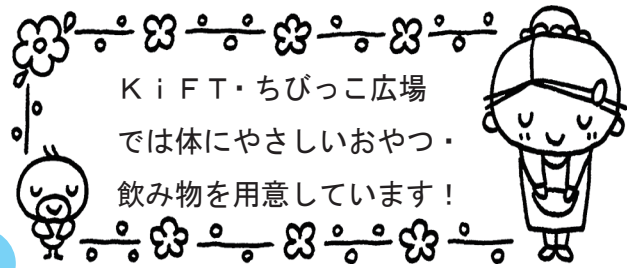 ＫｉＦＴ・ちびっこ広場
では体にやさしいおやつ・
飲み物を用意しています！